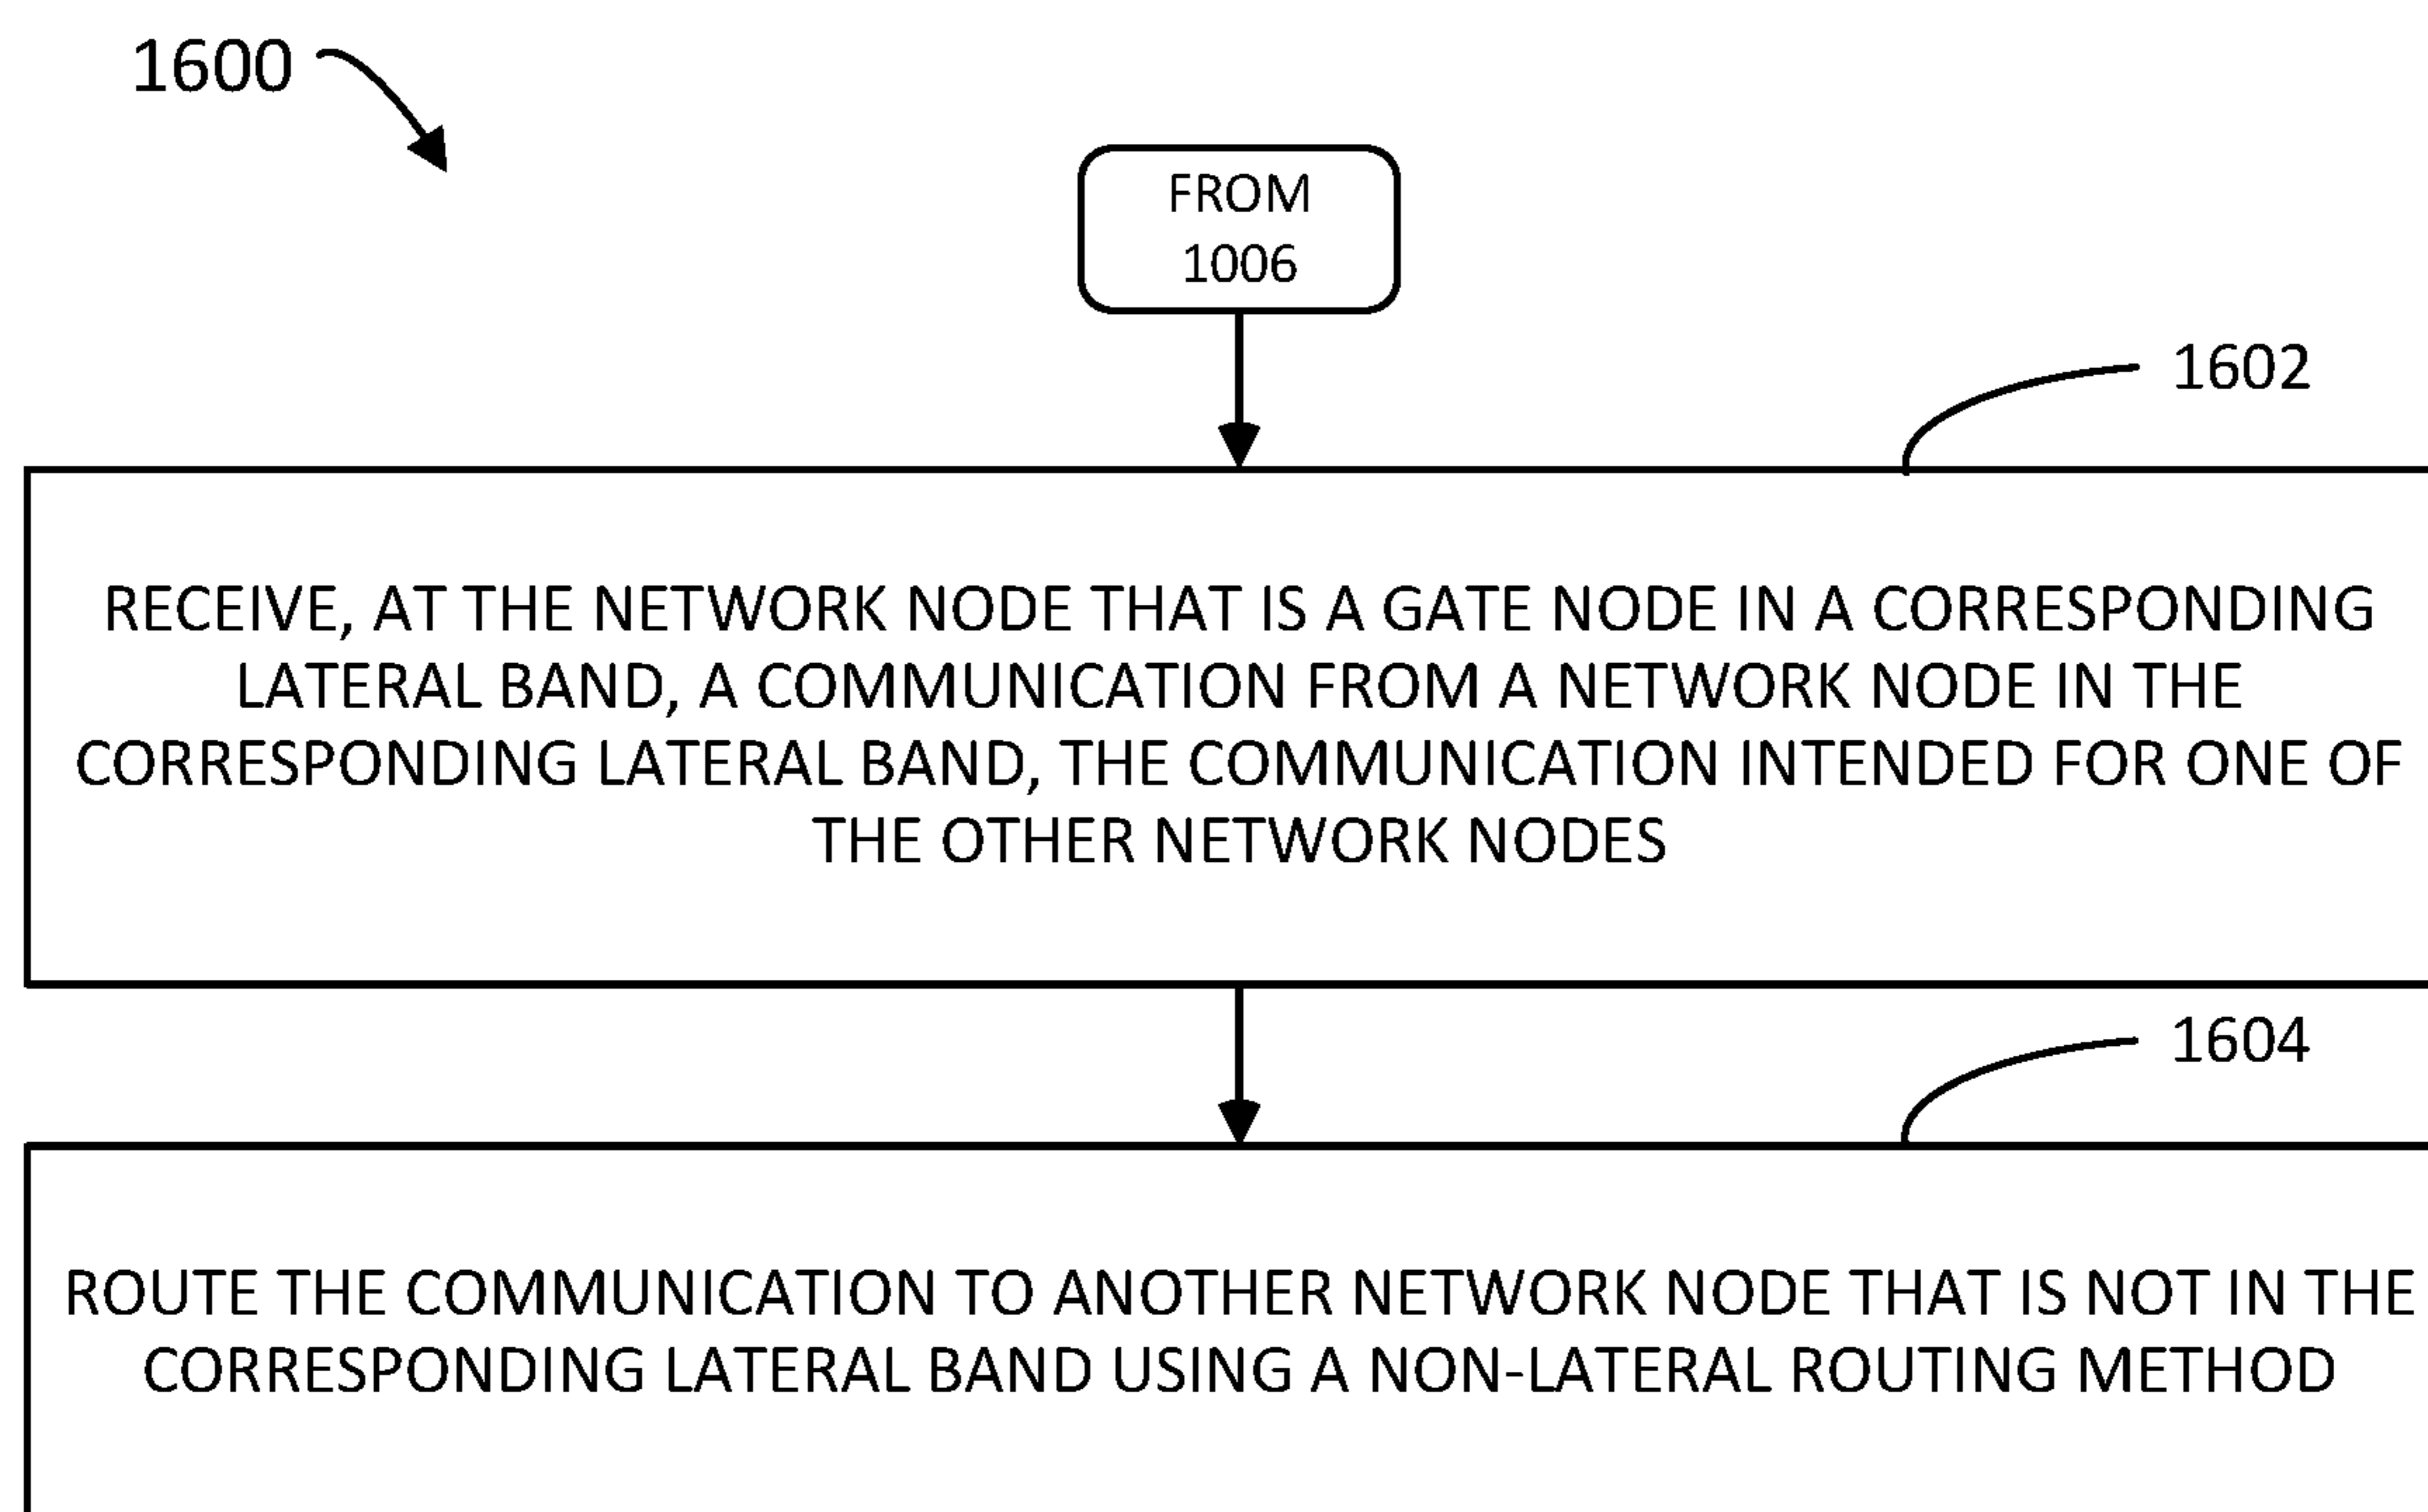 1600
FROM
1006
1602
RECEIVE, AT THE NETWORK NODE THAT IS A GATE NODE IN A CORRESPONDING
LATERAL BAND, A COMMUNICATION FROM A NETWORK NODE IN THE
CORRESPONDING LATERAL BAND, THE COMMUNICATION INTENDED FOR ONE OF
THE OTHER NETWORK NODES
1604
ROUTE THE COMMUNICATION TO ANOTHER NETWORK NODE THAT IS NOT IN THE
CORRESPONDING LATERAL BAND USING A NON-LATERAL ROUTING METHOD